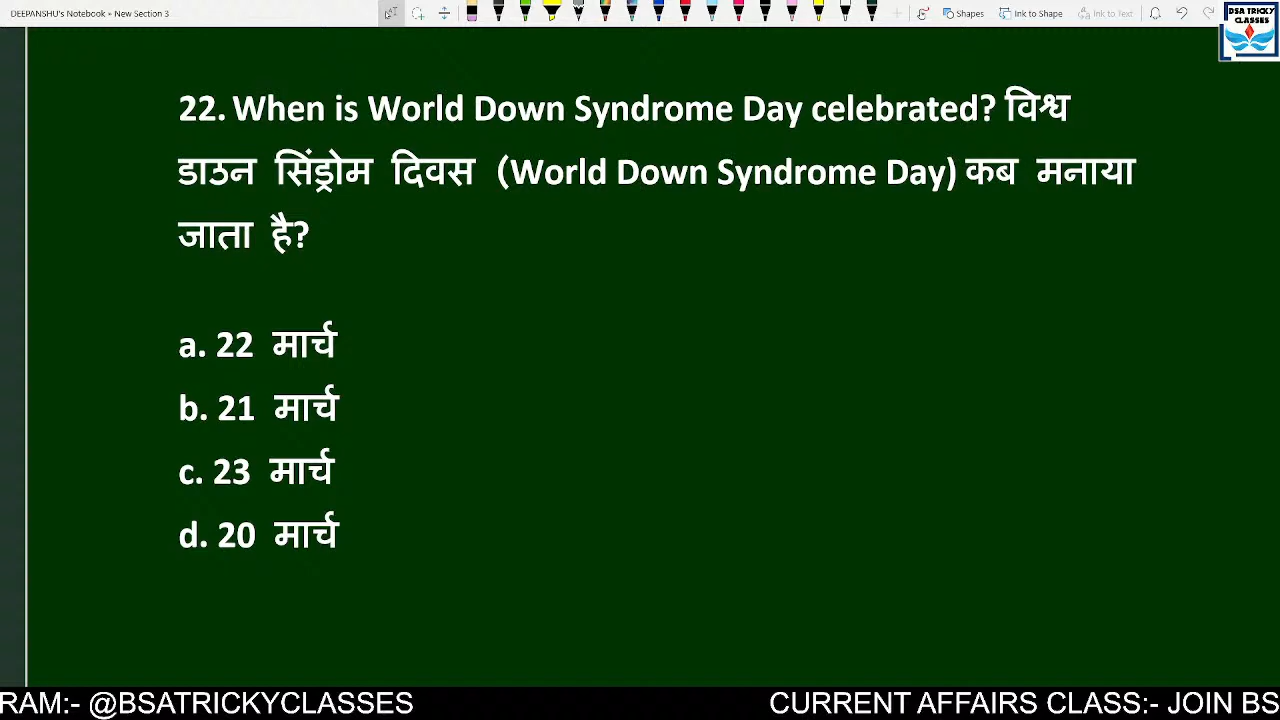 DEEPANSHU's Notebook » New Section 3
Shapes Ink to Shape Ink to Text
BSA TRICKY
CLASSES
22. When is World Down Syndrome Day celebrated? विश्व
डाउन सिंड्रोम दिवस (World Down Syndrome Day) कब मनाया
जाता है?
a. 22 मार्च
b. 21 मार्च
c. 23 मार्च
d. 20 मार्च
RAM:- @BSATRICKYCLASSES CURRENT AFFAIRS CLASS:- JOIN BS